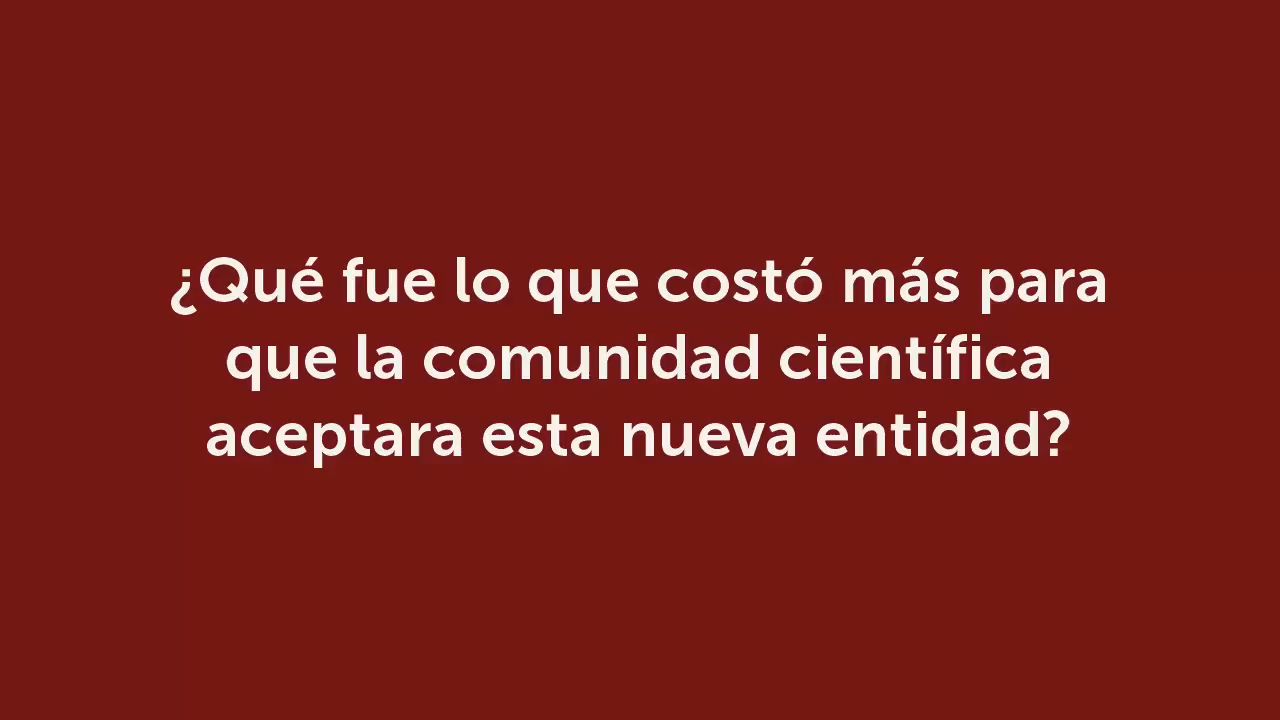 ¿Qué fue lo que costó más para
que la comunidad científica
aceptara esta nueva entidad?